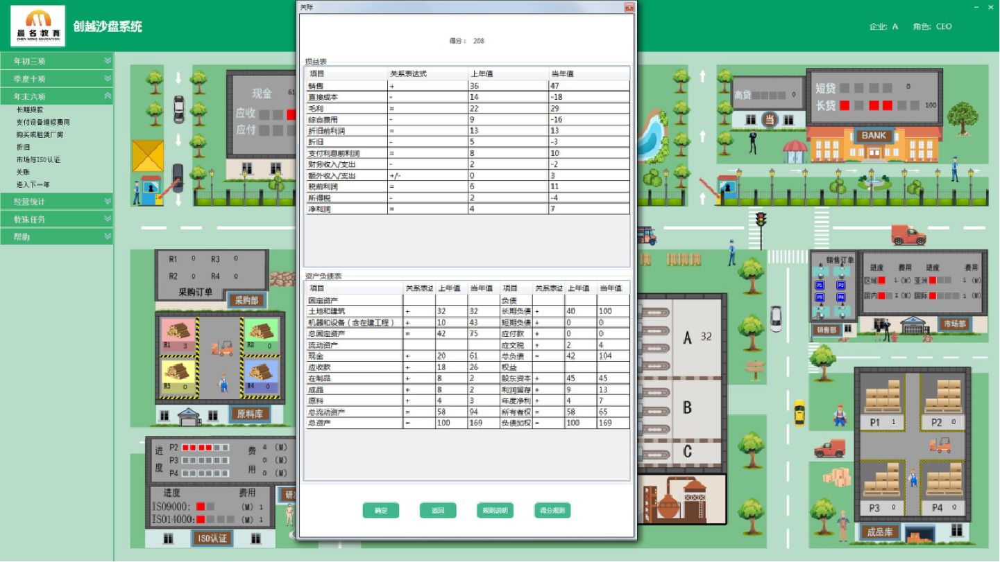 关账
晨名教育
CHEN MING EDUCATION
创越沙盘系统
企业: A 角色: CEO
年初三项
季度十项
年末六项
长期贷款
支付设备维修费用
购买或租赁厂房
折旧
市场与ISO认证
关账
进入下一年
经营统计
特殊任务
帮助
现金 61
应收
应付
得分： 208
损益表
项目 关系表达式 上年值 当年值
销售 + 36 47
直接成本 - 14 -18
毛利 = 22 29
综合费用 - 9 -16
折旧前利润 = 13 13
折旧 - 5 -3
支付利息前利润 = 8 10
财务收入/支出 - 2 -2
额外收入/支出 +/- 0 3
税前利润 = 6 11
所得税 - 2 -4
净利润 = 4 7
资产负债表
项目 关系表达 上年值 当年值 项目 关系表达 上年值 当年值
固定资产 负债
土地和建筑 + 32 32 长期负债 + 40 100
机器和设备（含在建工程） + 10 43 短期负债 + 0 0
总固定资产 = 42 75 应付款 + 0 0
流动资产 应交税 + 2 4
现金 + 20 61 总负债 = 42 104
应收款 + 18 26 权益
在制品 + 8 2 股东资本 + 45 45
成品 + 8 2 利润留存 + 9 13
原料 + 4 3 年度净利 + 4 7
总流动资产 = 58 94 所有者权 = 58 65
总资产 = 100 169 负债加权 = 100 169
确定 返回 规则说明 得分规则
高贷 0
当
短贷 0
长贷 100
BANK
R1 0 R3 0
R2 0 R4 0
采购订单
采购部
R1 3 R2 0
R3 0 R4 0
原料库
进度 P2 费用 4 (M)
P3 0 (M)
P4 0 (M)
进度 费用
ISO9000: (M) 1
ISO14000: (M) 1
ISO认证
A 32
B
C
销售订单
P1 P2
P3 P4
销售部
进度 费用 进度 费用
区域 1 (M) 亚洲 1 (M)
国内 1 (M) 国际 1 (M)
市场部
P1 1 P2 0
P3 0 P4 0
成品库